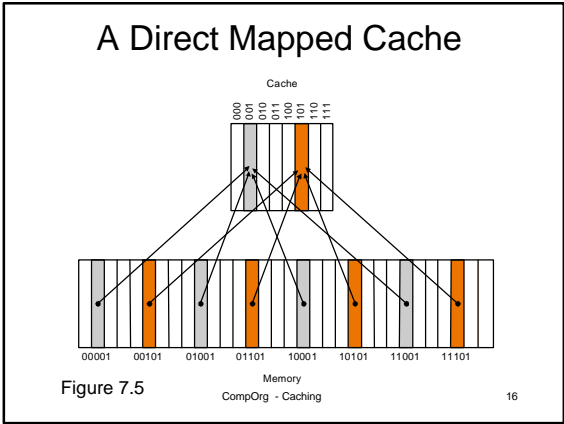 A Direct Mapped Cache
Cache
000 001 010 011 100 101 110 111
00001 00101 01001 01101 10001 10101 11001 11101
Memory
Figure 7.5
CompOrg - Caching 16